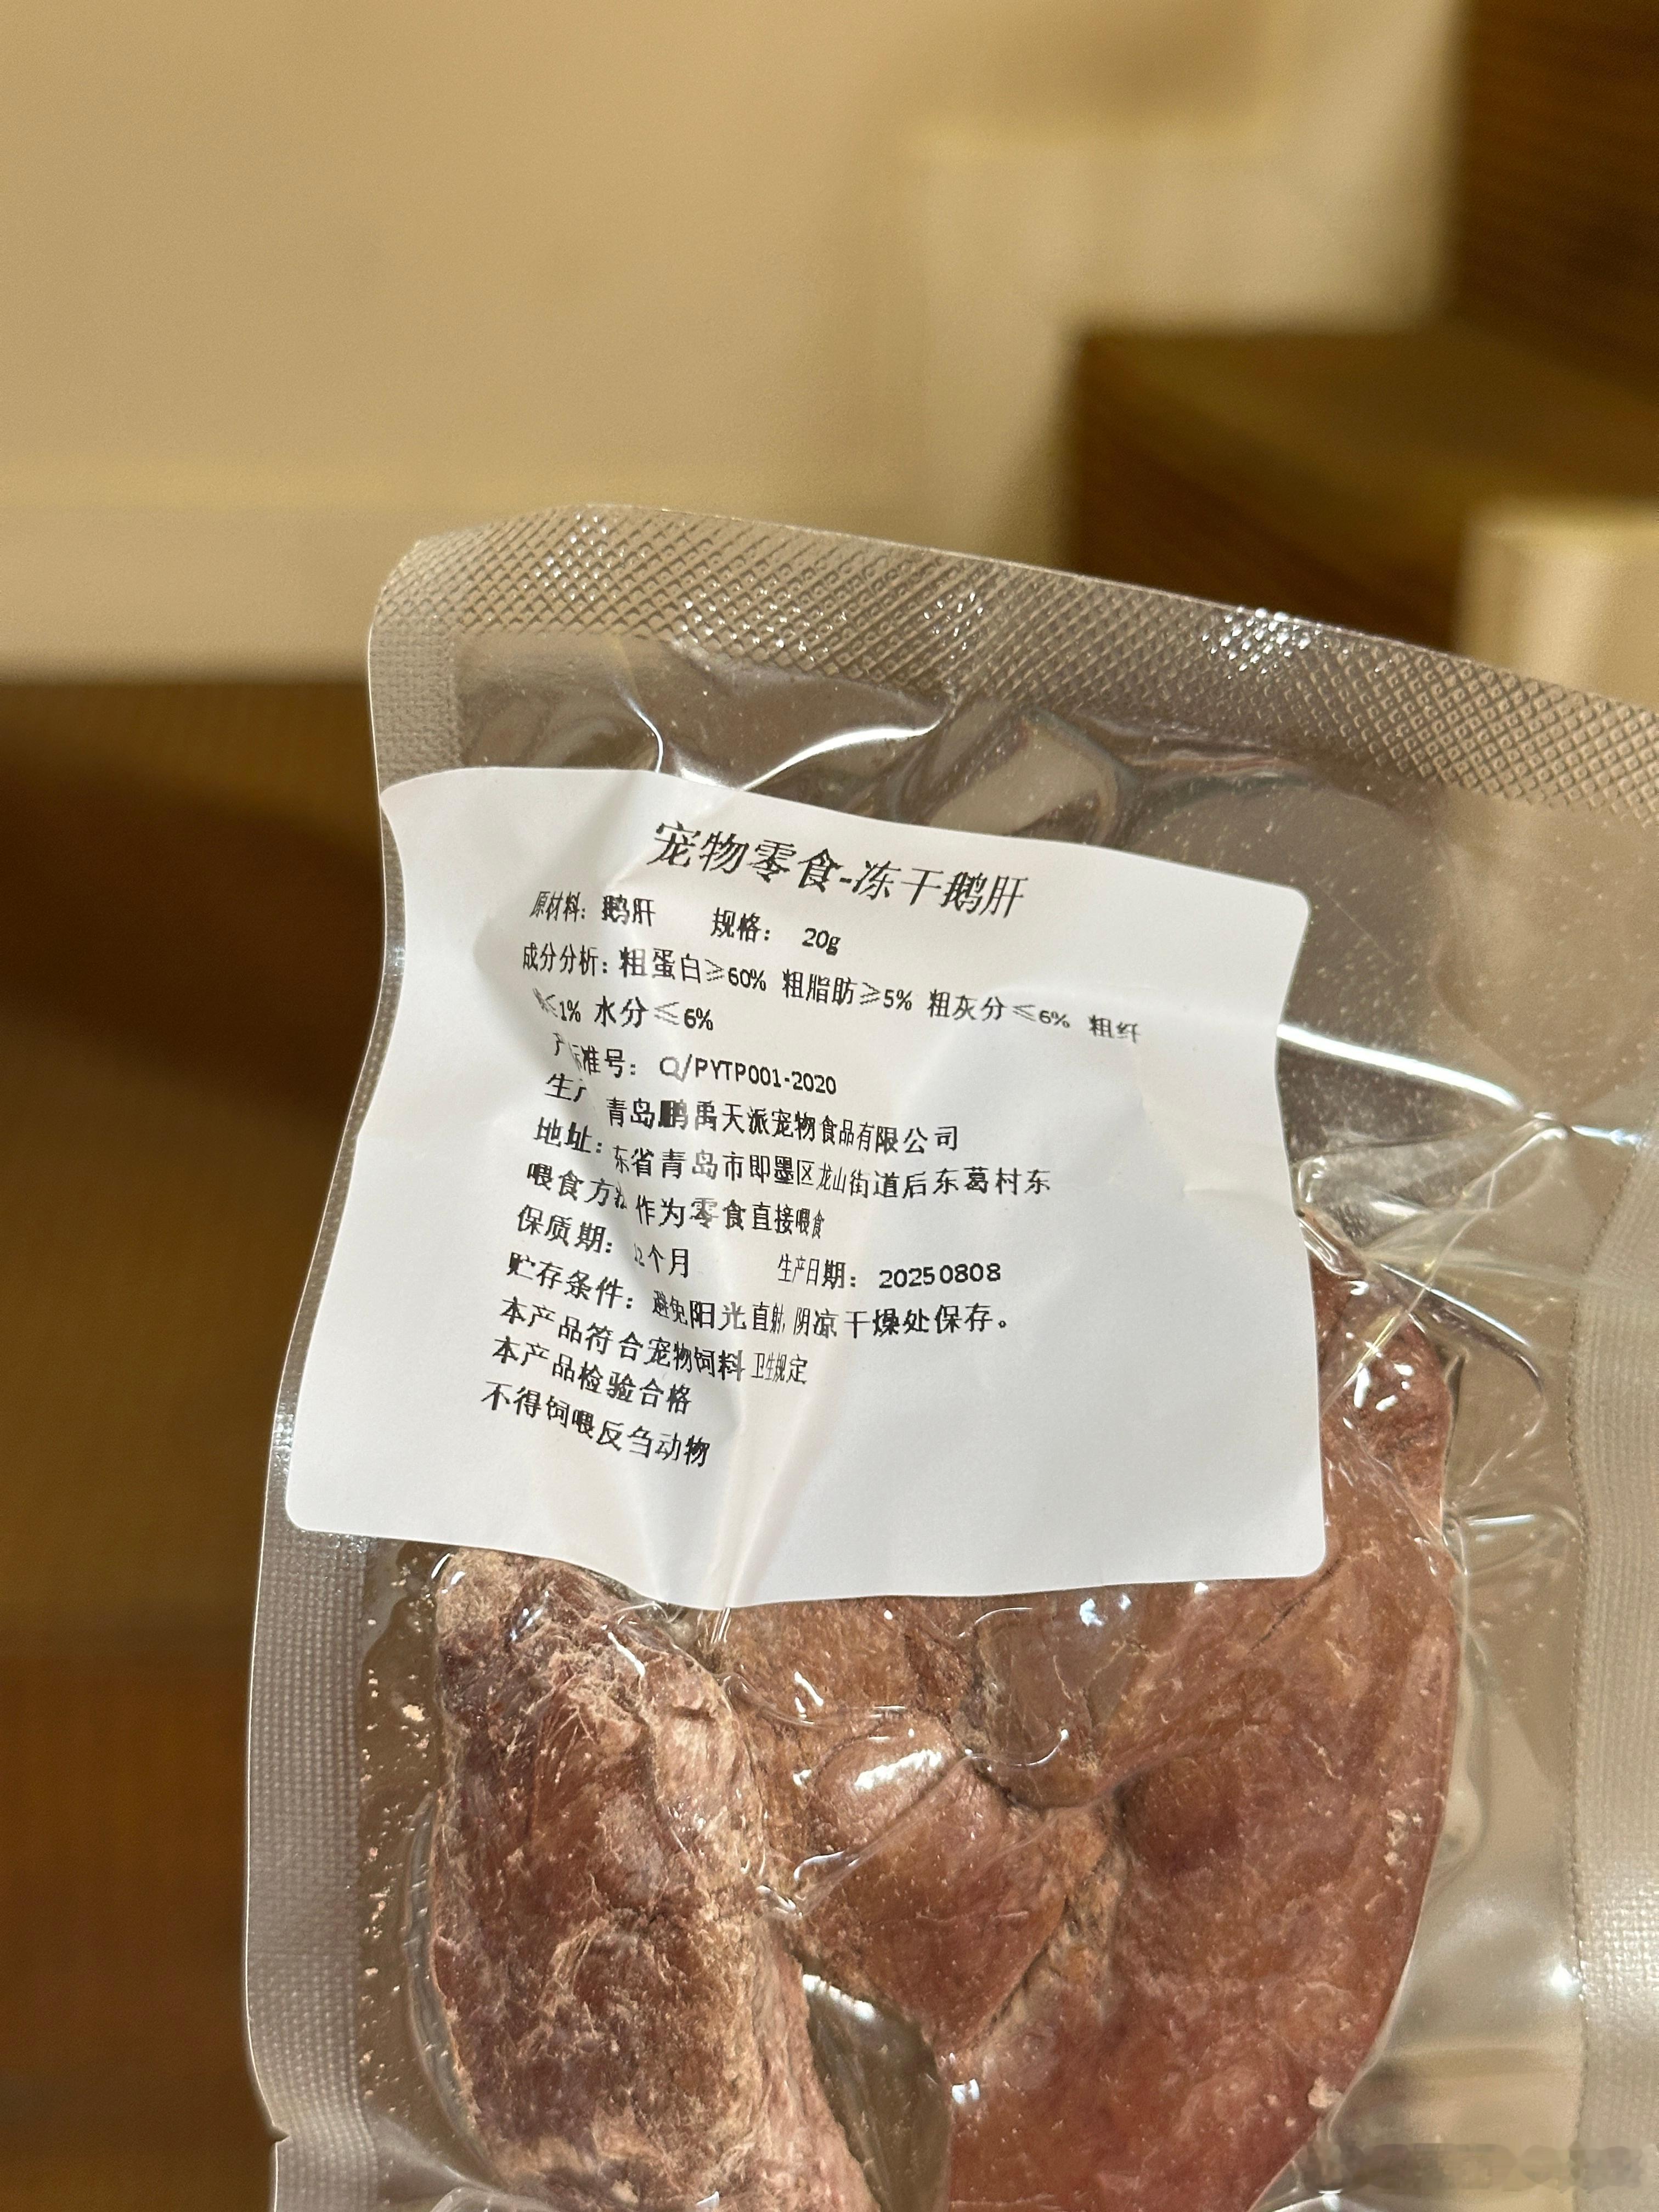 宠物零食-冻干鹅肝
原材料：鹅肝 规格： 20g
成分分析：粗蛋白≥60% 粗脂肪≥5% 粗灰分≤6% 粗纤
≤1% 水分≤6%
准号： Q/PYTP001-2020
生产 青岛鹏禹天派宠物食品有限公司
地址：东省青岛市即墨区龙山街道后东葛村东
喂食方法 作为零食直接喂食
保质期： 12个月 生产日期： 20250808
贮存条件：避免阳光直射,阴凉干燥处保存。
本产品符合宠物饲料卫生规定
本产品检验合格
不得饲喂反刍动物